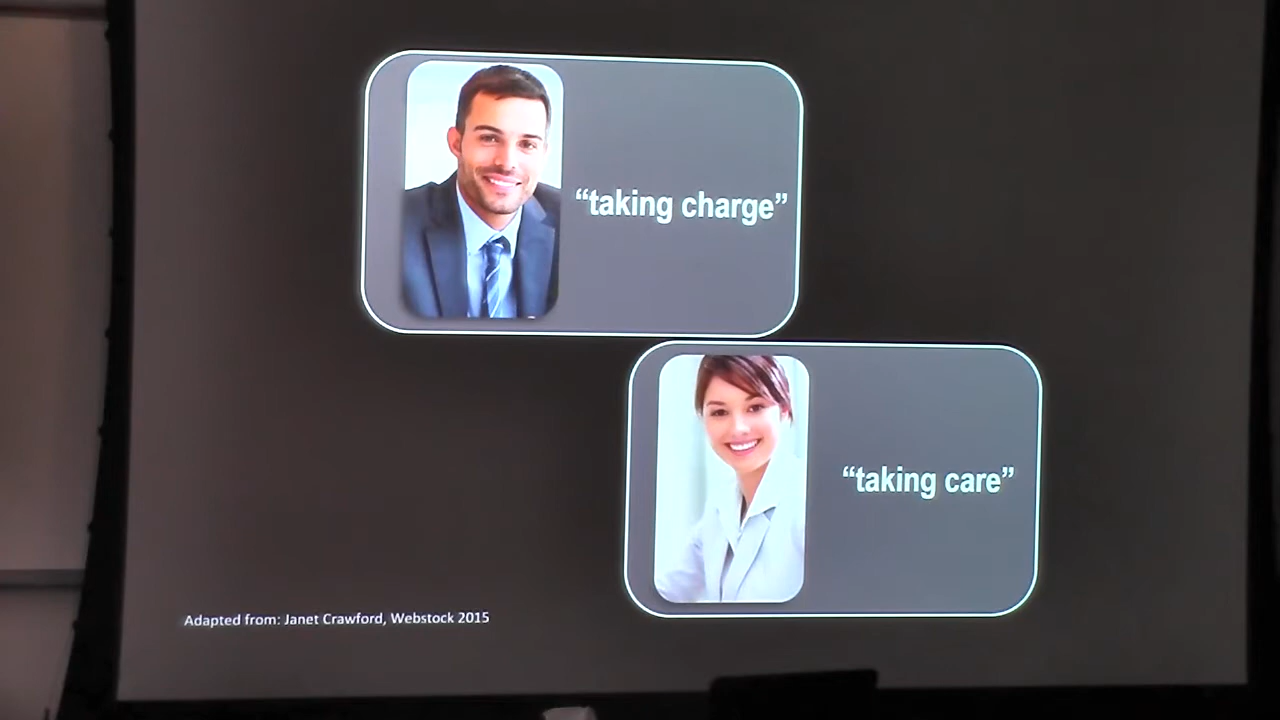 “taking charge”
“taking care”
Adapted from: Janet Crawford, Webstock 2015